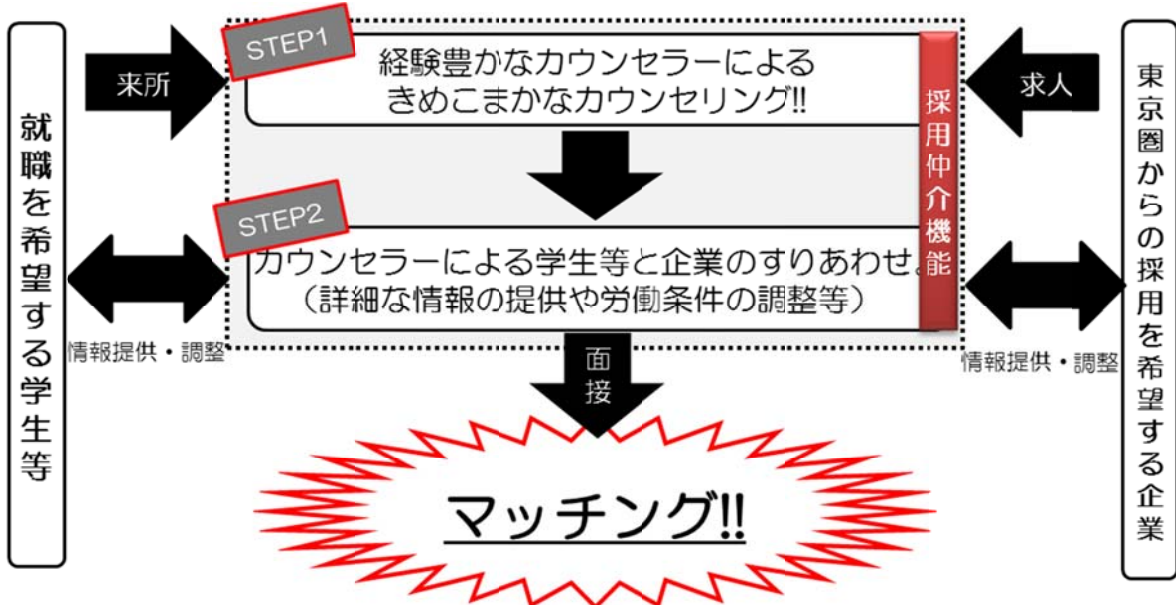 就職を希望する学生等
来所
STEP1
経験豊かなカウンセラーによる
きめこまかなカウンセリング!!
採用仲介機能
求人
東京圏からの採用を希望する企業
STEP2
カウンセラーによる学生等と企業のすりあわせ。
（詳細な情報の提供や労働条件の調整等）
情報提供・調整
情報提供・調整
面接
マッチング!!